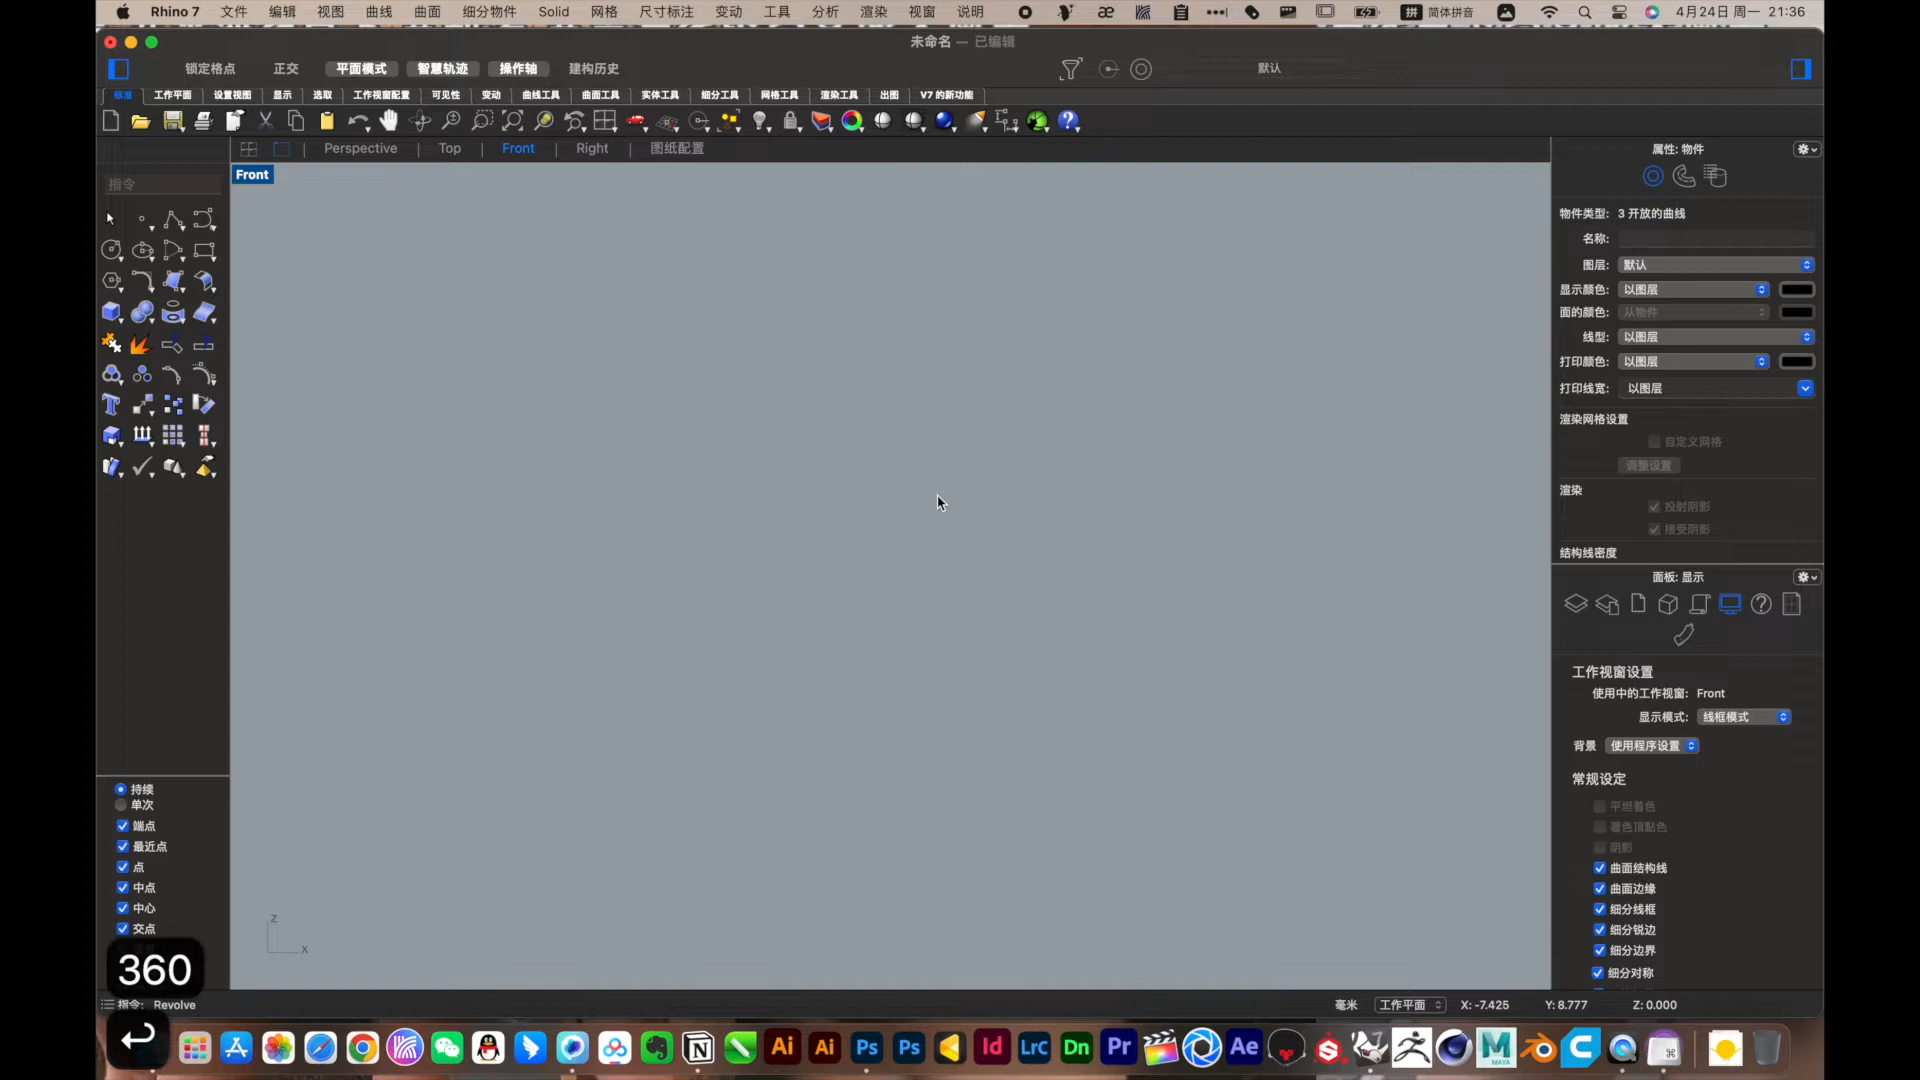 Rhino 7 文件 编辑 视图 曲线 曲面 细分物件 Solid 网格 尺寸标注 变动 工具 分析 渲染 视窗 说明 拼 简体拼音 4月24日 周一 21:36
未命名 — 已编辑
锁定格点 正交 平面模式 智慧轨迹 操作轴 建构历史 默认
标准 工作平面 设置视图 显示 选取 工作视窗配置 可见性 变动 曲线工具 曲面工具 实体工具 细分工具 网格工具 渲染工具 出图 V7 的新功能
Perspective Top Front Right 图纸配置
Front
指令
z
x
持续
单次
端点
最近点
点
中点
中心
交点
360
指令: Revolve
毫米 工作平面 X: -7.425 Y: 8.777 Z: 0.000
属性: 物件
物件类型: 3 开放的曲线
名称:
图层: 默认
显示颜色: 以图层
面的颜色: 从物件
线型: 以图层
打印颜色: 以图层
打印线宽: 以图层
渲染网格设置
自定义网格
调整设置
渲染
投射阴影
接受阴影
结构线密度
面板: 显示
工作视窗设置
使用中的工作视窗: Front
显示模式: 线框模式
背景 使用程序设置
常规设定
平坦着色
著色頂點色
阴影
曲面结构线
曲面边缘
细分线框
细分锐边
细分边界
细分对称
Ai Ai Ps Ps Id LrC Dn Pr Ae M MAYA